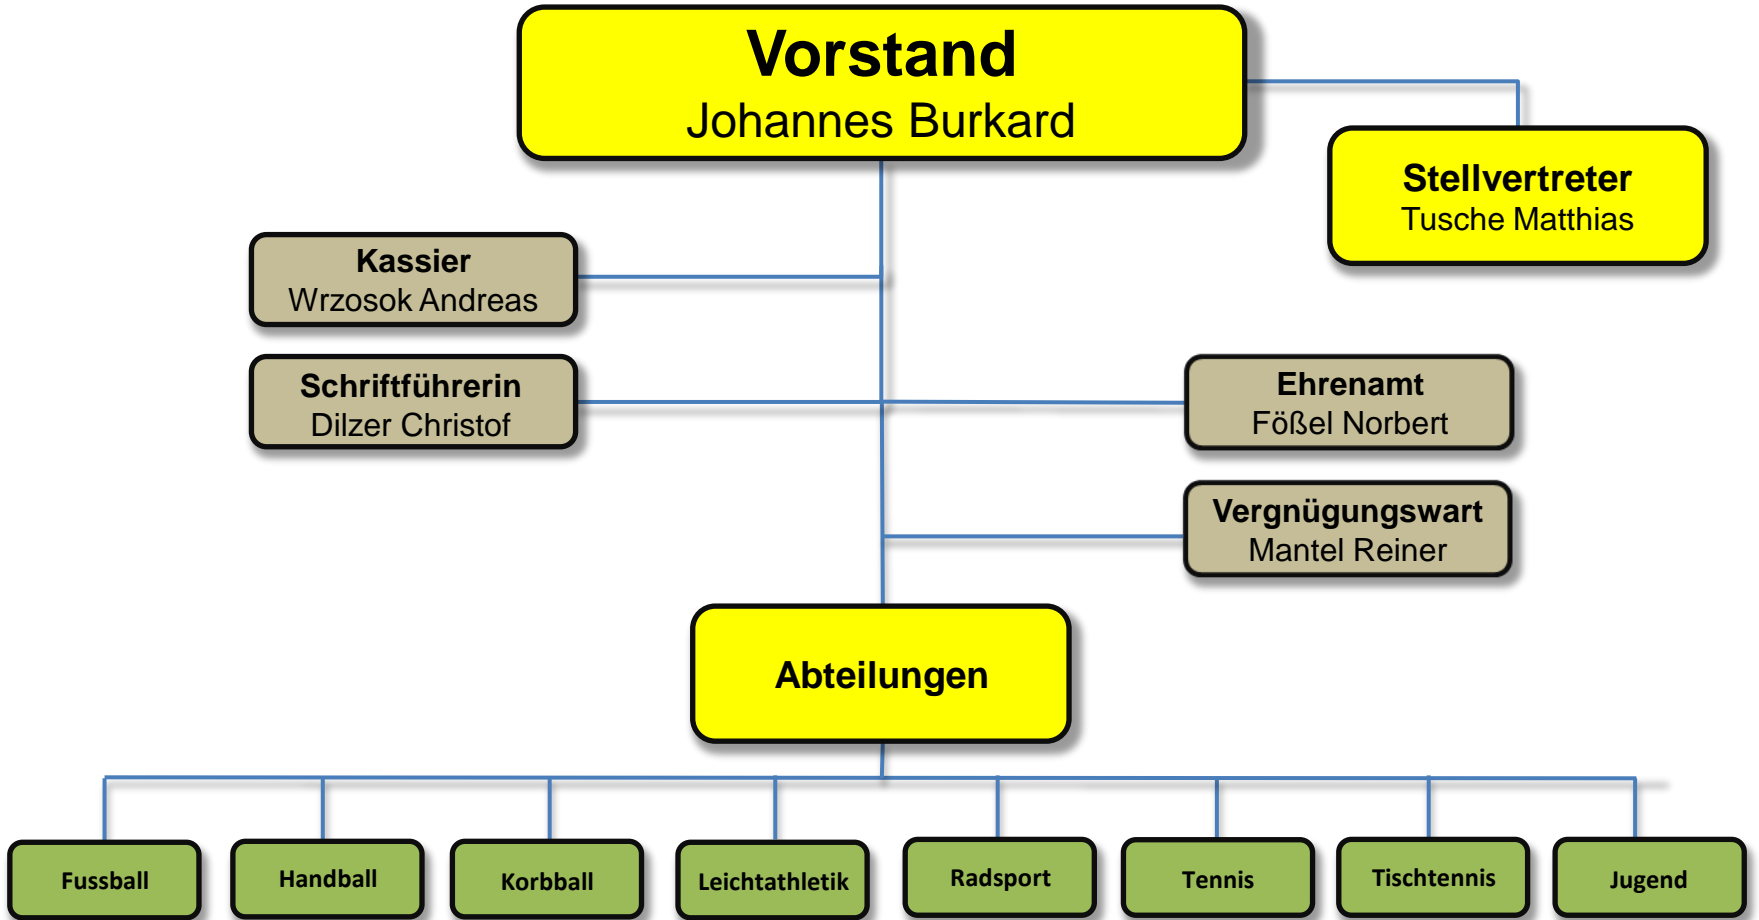 Vorstand
Johannes Burkard
Stellvertreter
Tusche Matthias
Kassier
Wrzosok Andreas
Schriftführerin
Dilzer Christof
Ehrenamt
Fößel Norbert
Vergnügungswart
Mantel Reiner
Abteilungen
Fussball
Handball
Korbball
Leichtathletik
Radsport
Tennis
Tischtennis
Jugend